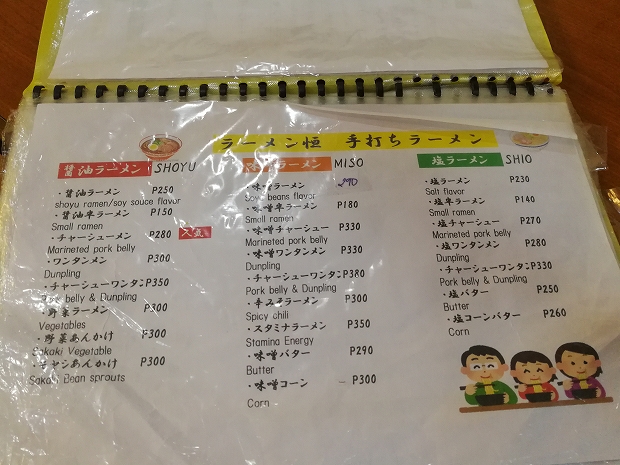 ラーメン恒 手打ちラーメン
醤油ラーメン SHOYU
・醤油ラーメン P250
shoyu ramen/soy sauce flavor
・醤油半ラーメン P150
Small ramen
・チャーシューメン P280 人気
Marineted pork belly
・ワンタンメン P300
Dunpling
・チャーシューワンタン P350
Pork belly & Dunpling
・野菜ラーメン P300
Vegetables
・野菜あんかけ P300
Sakaki Vegetable
・モヤシあんかけ P300
Sakaki Bean sprouts
ラーメン MISO
・味噌ラーメン 290
Soy beans flavor
・味噌半ラーメン P180
Small ramen
・味噌チャーシュー P330
Marineted pork belly
・味噌ワンタンメン P330
Dunpling
・チャーシューワンタン P380
Pork belly & Dunpling
・辛みそラーメン P300
Spicy chili
・スタミナラーメン P350
Stamina Energy
・味噌バター P290
Butter
・味噌コーン P300
Corn
塩ラーメン SHIO
・塩ラーメン P230
Salt flavor
・塩半ラーメン P140
Small ramen
・塩チャーシュー P270
Marineted pork belly
・塩ワンタンメン P280
Dunpling
・チャーシューワンタン P330
Pork belly & Dunpling
・塩バター P250
Butter
・塩コーンバター P260
Corn